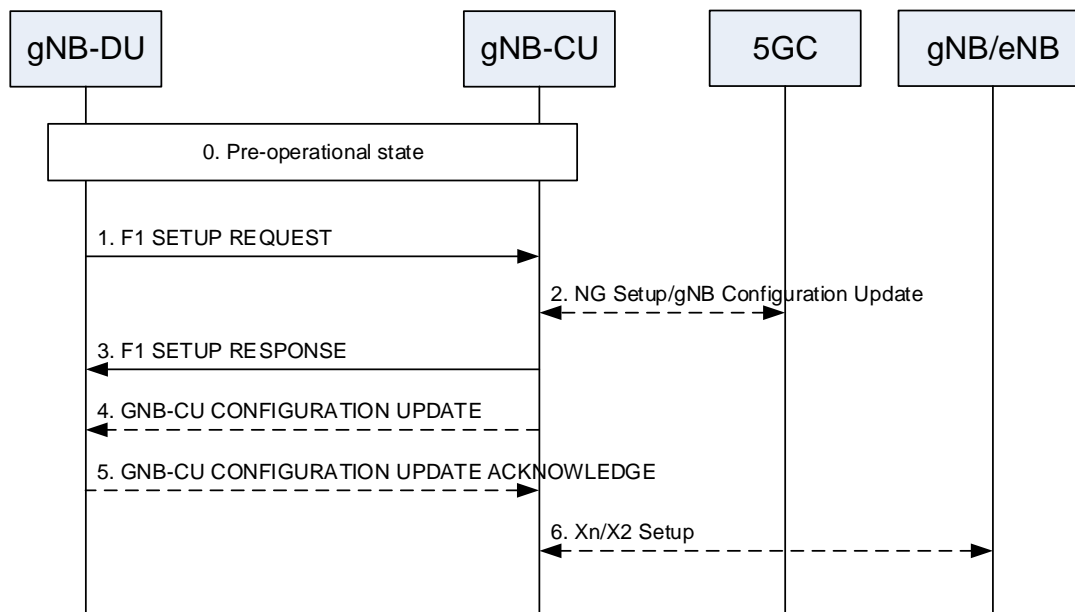 gNB-DU
gNB-CU
5GC
gNB/eNB
0. Pre-operational state
1. F1 SETUP REQUEST
2. NG Setup/gNB Configuration Update
3. F1 SETUP RESPONSE
4. GNB-CU CONFIGURATION UPDATE
5. GNB-CU CONFIGURATION UPDATE ACKNOWLEDGE
6. Xn/X2 Setup